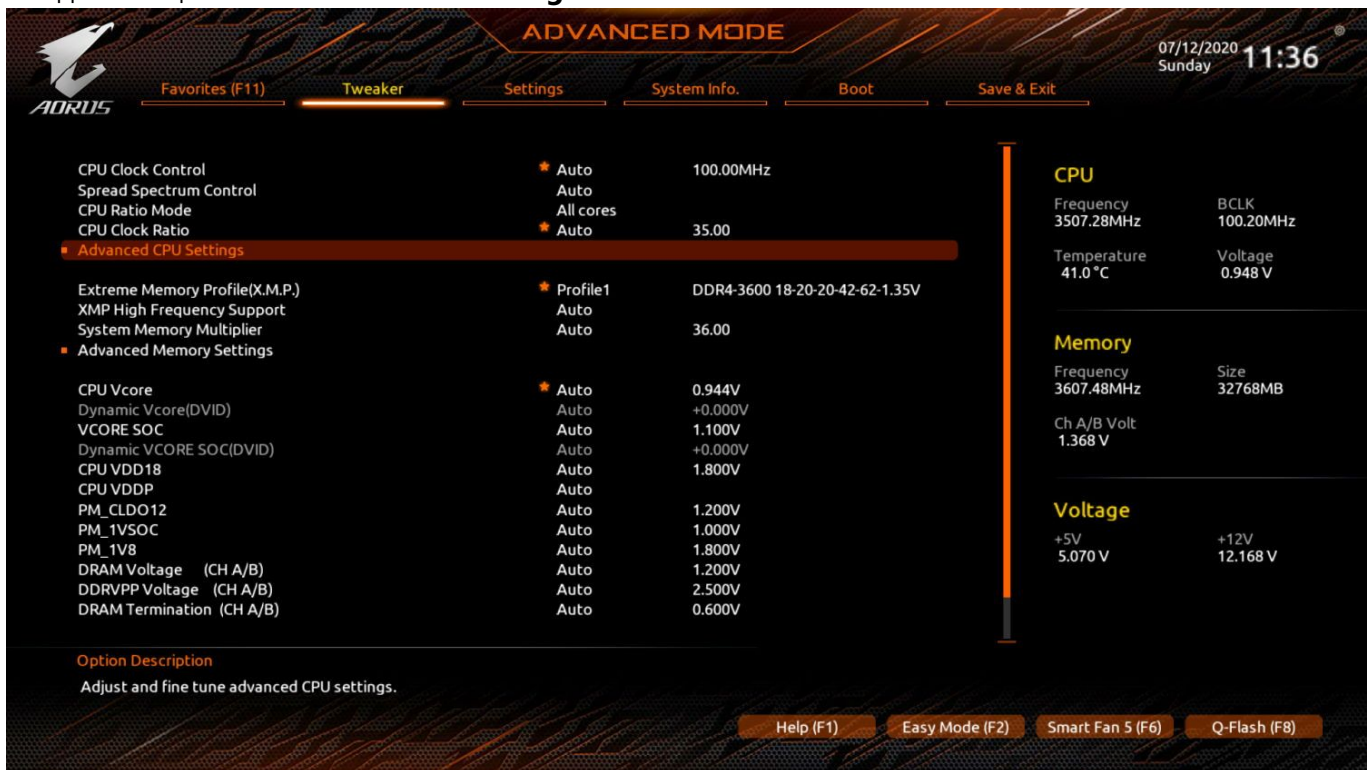 ADVANCED MODE
07/12/2020 Sunday 11:36
AORUS
Favorites (F11) Tweaker Settings System Info. Boot Save & Exit
CPU Clock Control Auto 100.00MHz
Spread Spectrum Control Auto
CPU Ratio Mode All cores
CPU Clock Ratio Auto 35.00
Advanced CPU Settings
Extreme Memory Profile(X.M.P.) Profile1 DDR4-3600 18-20-20-42-62-1.35V
XMP High Frequency Support Auto
System Memory Multiplier Auto 36.00
Advanced Memory Settings
CPU Vcore Auto 0.944V
Dynamic Vcore(DVID) Auto +0.000V
VCORE SOC Auto 1.100V
Dynamic VCORE SOC(DVID) Auto +0.000V
CPU VDD18 Auto 1.800V
CPU VDDP Auto
PM_CLDO12 Auto 1.200V
PM_1VSOC Auto 1.000V
PM_1V8 Auto 1.800V
DRAM Voltage (CH A/B) Auto 1.200V
DDRVPP Voltage (CH A/B) Auto 2.500V
DRAM Termination (CH A/B) Auto 0.600V
CPU
Frequency BCLK
3507.28MHz 100.20MHz
Temperature Voltage
41.0 °C 0.948 V
Memory
Frequency Size
3607.48MHz 32768MB
Ch A/B Volt
1.368 V
Voltage
+5V +12V
5.070 V 12.168 V
Option Description
Adjust and fine tune advanced CPU settings.
Help (F1) Easy Mode (F2) Smart Fan 5 (F6) Q-Flash (F8)